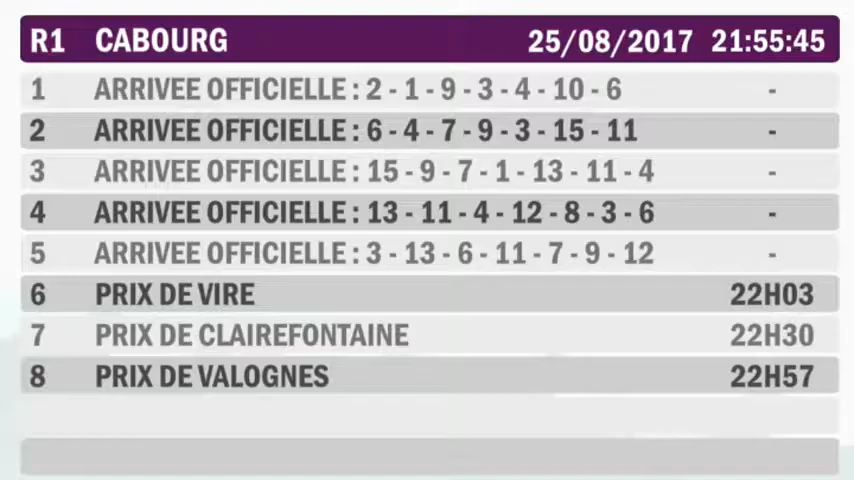 R1 CABOURG 25/08/2017 21:55:45
1 ARRIVEE OFFICIELLE : 2 - 1 - 9 - 3 - 4 - 10 - 6 -
2 ARRIVEE OFFICIELLE : 6 - 4 - 7 - 9 - 3 - 15 - 11 -
3 ARRIVEE OFFICIELLE : 15 - 9 - 7 - 1 - 13 - 11 - 4 -
4 ARRIVEE OFFICIELLE : 13 - 11 - 4 - 12 - 8 - 3 - 6 -
5 ARRIVEE OFFICIELLE : 3 - 13 - 6 - 11 - 7 - 9 - 12 -
6 PRIX DE VIRE 22H03
7 PRIX DE CLAIREFONTAINE 22H30
8 PRIX DE VALOGNES 22H57